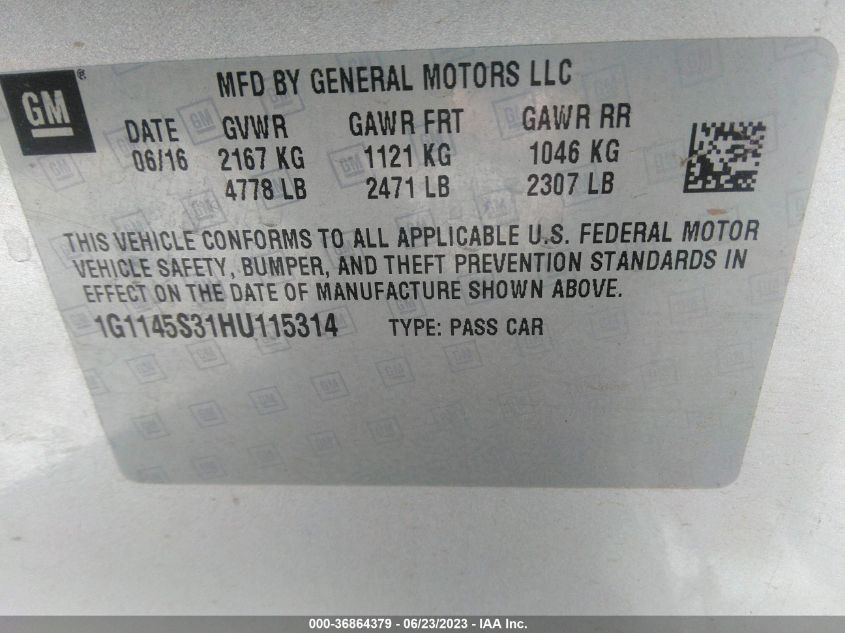 GM ®
MFD BY GENERAL MOTORS LLC
DATE GVWR GAWR FRT GAWR RR
06/16 2167 KG 1121 KG 1046 KG
4778 LB 2471 LB 2307 LB
THIS VEHICLE CONFORMS TO ALL APPLICABLE U.S. FEDERAL MOTOR
VEHICLE SAFETY, BUMPER, AND THEFT PREVENTION STANDARDS IN
EFFECT ON THE DATE OF MANUFACTURE SHOWN ABOVE.
1G1145S31HU115314 TYPE: PASS CAR
000-36864379 - 06/23/2023 - IAA Inc.